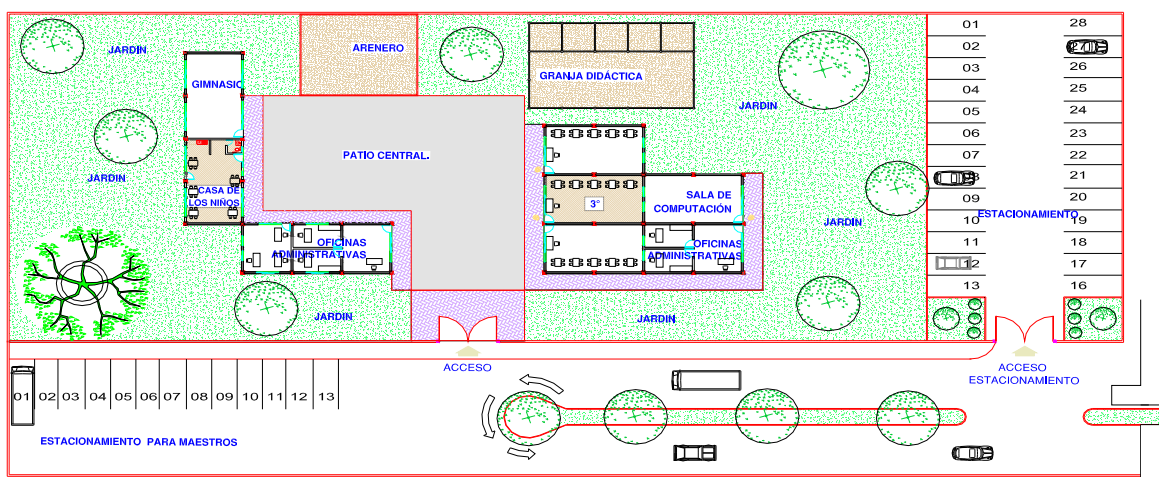 JARDIN
ARENERO
GRANJA DIDÁCTICA
GIMNASIO
JARDIN
PATIO CENTRAL.
JARDIN
CASA DE
LOS NIÑOS
3°
SALA DE
COMPUTACIÓN
JARDIN
OFICINAS
ADMINISTRATIVAS
OFICINAS
ADMINISTRATIVAS
JARDIN
JARDIN
01
02
03
04
05
06
07
09
10
11
12
13
28
27
26
25
24
23
22
21
20
19
18
17
16
ESTACIONAMIENTO
ACCESO
ACCESO
ESTACIONAMIENTO
01
02
03
04
05
06
07
08
09
10
11
12
13
ESTACIONAMIENTO PARA MAESTROS